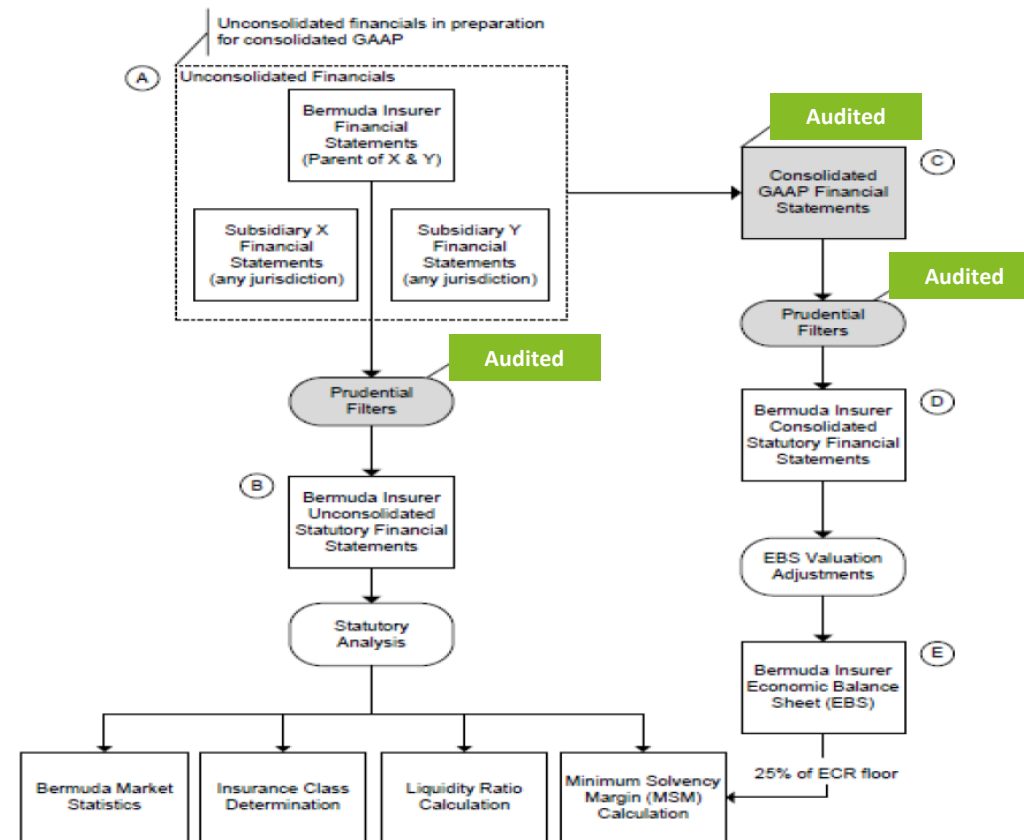 Unconsolidated financials in preparation
for consolidated GAAP
A
Unconsolidated Financials
Bermuda Insurer
Financial
Statements
(Parent of X & Y)
Subsidiary X
Financial
Statements
(any jurisdiction)
Subsidiary Y
Financial
Statements
(any jurisdiction)
Audited
C
Consolidated
GAAP Financial
Statements
Audited
Prudential
Filters
Audited
Prudential
Filters
D
Bermuda Insurer
Consolidated
Statutory Financial
Statements
B
Bermuda Insurer
Unconsolidated
Statutory Financial
Statements
EBS Valuation
Adjustments
Statutory
Analysis
E
Bermuda Insurer
Economic Balance
Sheet (EBS)
25% of ECR floor
Bermuda Market
Statistics
Insurance Class
Determination
Liquidity Ratio
Calculation
Minimum Solvency
Margin (MSM)
Calculation